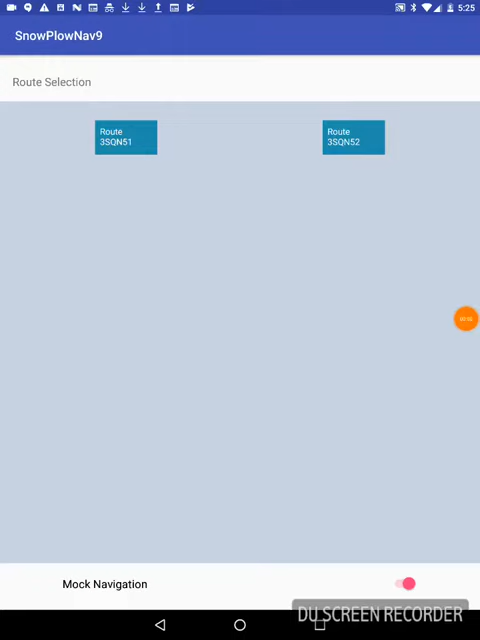 5:25
SnowPlowNav9
Route Selection
Route
3SQN51
Route
3SQN52
Mock Navigation
DU SCREEN RECORDER